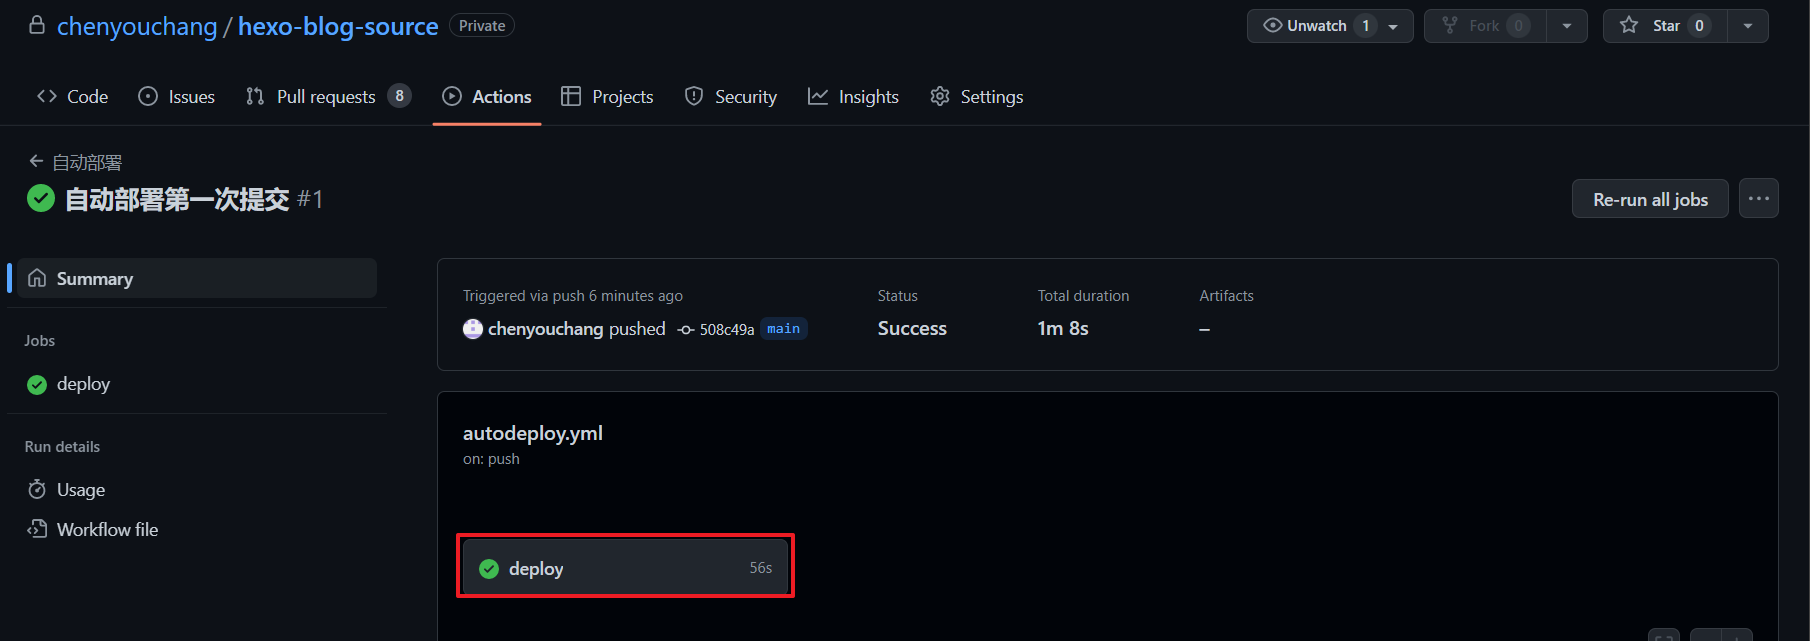 chenyouchang / hexo-blog-source Private
Unwatch 1 Fork 0 Star 0
Code Issues Pull requests 8 Actions Projects Security Insights Settings
自动部署
自动部署第一次提交 #1
Re-run all jobs
Summary
Jobs
deploy
Run details
Usage
Workflow file
Triggered via push 6 minutes ago
chenyouchang pushed 508c49a main
Status
Success
Total duration
1m 8s
Artifacts
–
autodeploy.yml
on: push
deploy 56s